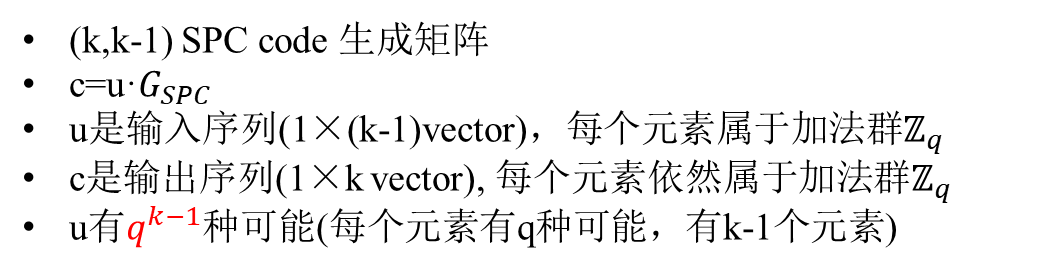 • (k,k-1) SPC code 生成矩阵
• c=u·G_{SPC}
• u是输入序列(1×(k-1)vector)，每个元素属于加法群ℤ_q
• c是输出序列(1×k vector), 每个元素依然属于加法群ℤ_q
• u有q^{k-1}种可能(每个元素有q种可能，有k-1个元素)